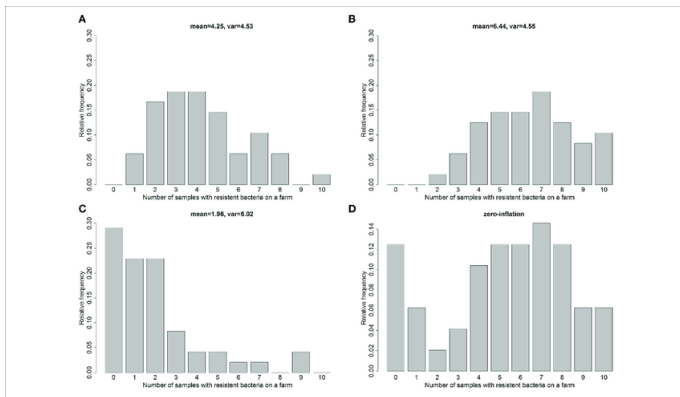 A
mean=4.25, var=4.53
Relative frequency
0.30
0.25
0.20
0.15
0.10
0.05
0.00
0 1 2 3 4 5 6 7 8 9 10
Number of samples with resistent bacteria on a farm
B
mean=6.44, var=4.55
Relative frequency
0.30
0.25
0.20
0.15
0.10
0.05
0.00
0 1 2 3 4 5 6 7 8 9 10
Number of samples with resistent bacteria on a farm
C
mean=1.96, var=5.02
Relative frequency
0.30
0.25
0.20
0.15
0.10
0.05
0.00
0 1 2 3 4 5 6 7 8 9 10
Number of samples with resistent bacteria on a farm
D
zero-inflation
Relative frequency
0.14
0.12
0.10
0.08
0.06
0.04
0.02
0.00
0 1 2 3 4 5 6 7 8 9 10
Number of samples with resistent bacteria on a farm